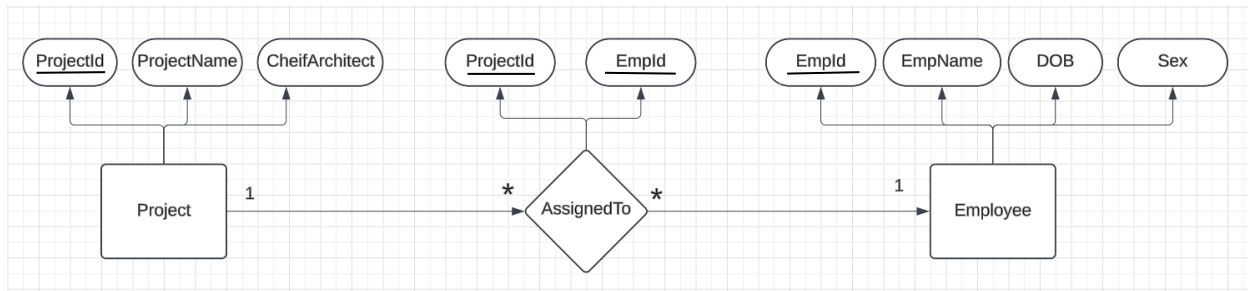 ProjectId
ProjectName
CheifArchitect
ProjectId
EmpId
EmpId
EmpName
DOB
Sex
Project
1
*
AssignedTo
*
1
Employee